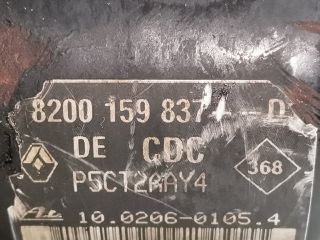 8200 159 837 D
DE CDC
368
P5CT2AAY4
10.0206-0105.4